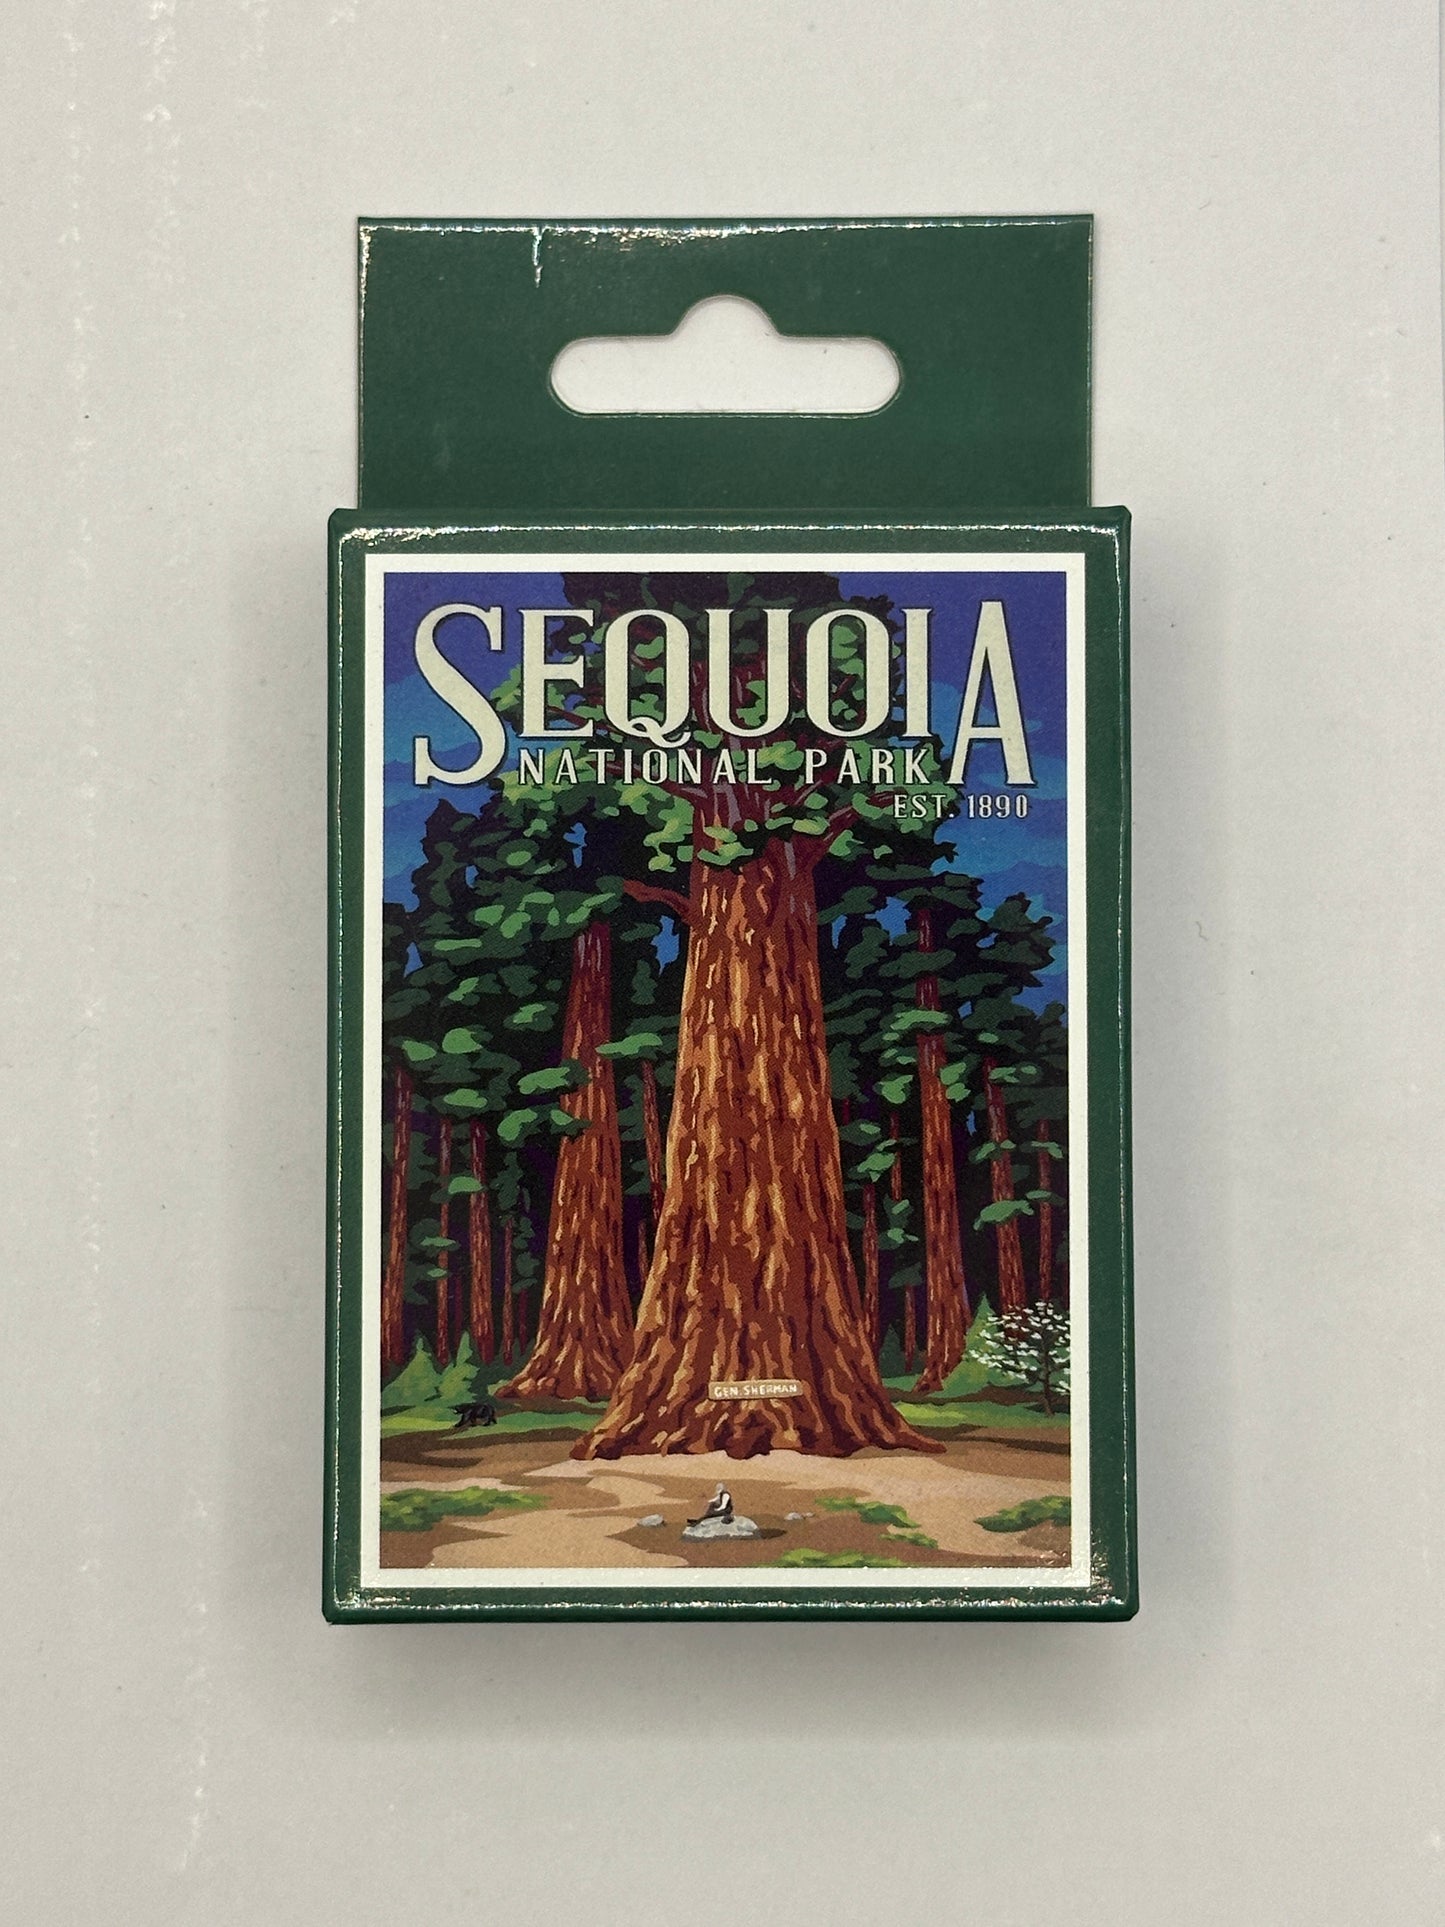 SEQUOIA
NATIONAL PARK
EST. 1890
GEN. SHERMAN